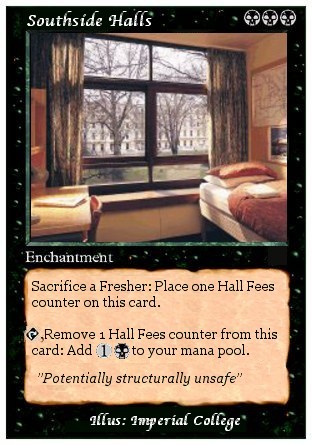 Southside Halls
Enchantment
Sacrifice a Fresher: Place one Hall Fees
counter on this card.
,Remove 1 Hall Fees counter from this
card: Add 1 to your mana pool.
"Potentially structurally unsafe"
Illus: Imperial College